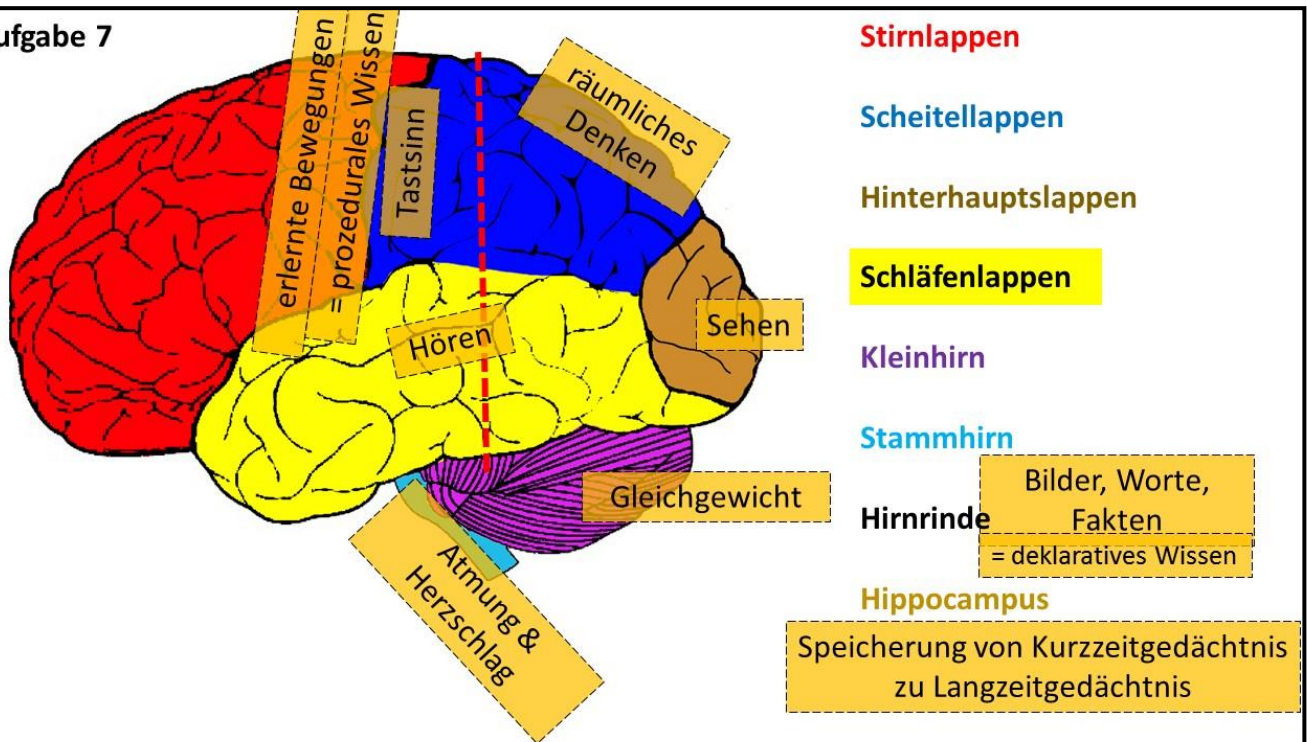 ufgabe 7
erlernte Bewegungen
= prozedurales Wissen
Tastsinn
räumliches
Denken
Hören
Sehen
Gleichgewicht
Atmung &
Herzschlag
Stirnlappen
Scheitellappen
Hinterhauptslappen
Schläfenlappen
Kleinhirn
Stammhirn
Hirnrinde
Bilder, Worte,
Fakten
= deklaratives Wissen
Hippocampus
Speicherung von Kurzzeitgedächtnis
zu Langzeitgedächtnis